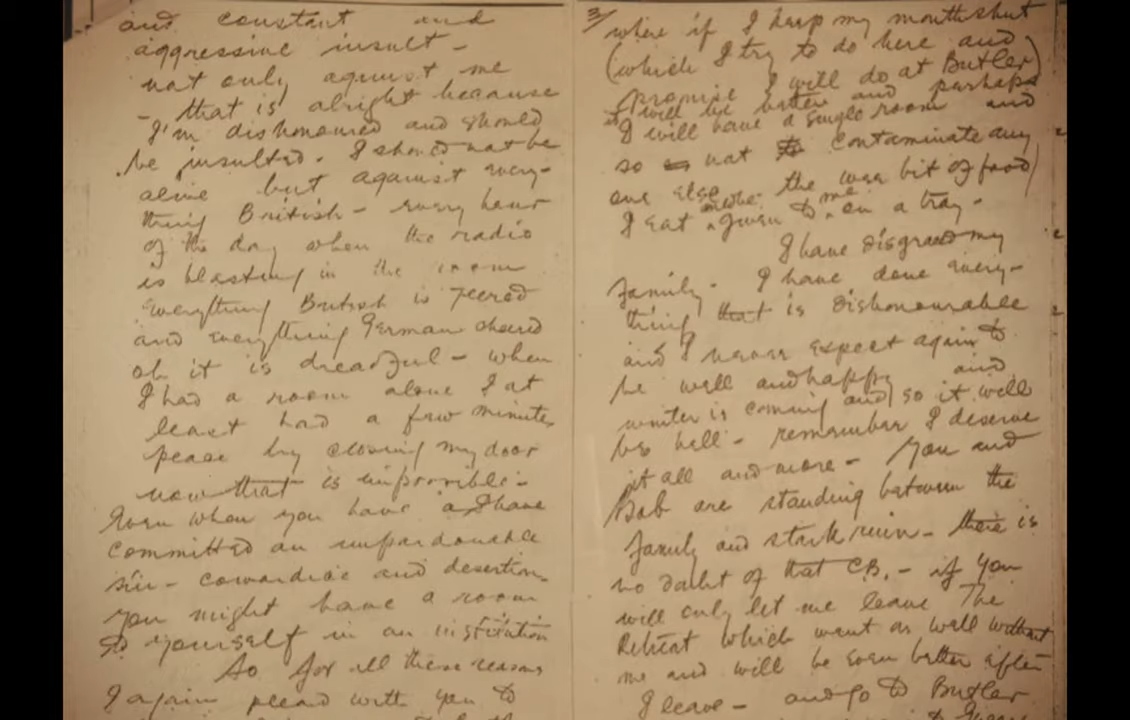 and constant and
aggressive insult -
not only against me
- that is alright because
I'm dishonoured and should
be insulted. I should not be
alive but against every-
thing British - every hour
of the day when the radio
is blasting in the room
everything British is jeered
and everything German cheered
oh it is dreadful - when
I had a room alone I at
least had a few minutes
peace by closing my door
now that is impossible -
Even when you have as I have
committed an unpardonable
sin - cowardice and desertion
you might have a room
to yourself in an institution
So for all these reasons
I again plead with you to
3/ where if I keep my mouth shut
(which I try to do here and
promise I will do at Butler)
it will be better and perhaps
I will have a single room and
so not contaminate any
one else the wee bit of food
I eat given to me on a tray -
I have disgraced my
family. I have done every-
thing that is dishonourable
and I never expect again to
be well and happy and
winter is coming and so it will
be hell - remember I deserve
it all and more - You and
Bab are standing between the
family and stark ruin - there is
no doubt of that C.B. - if you
will only let me leave The
Retreat which went on well without
me and will be even better after
I leave - and go to Butler